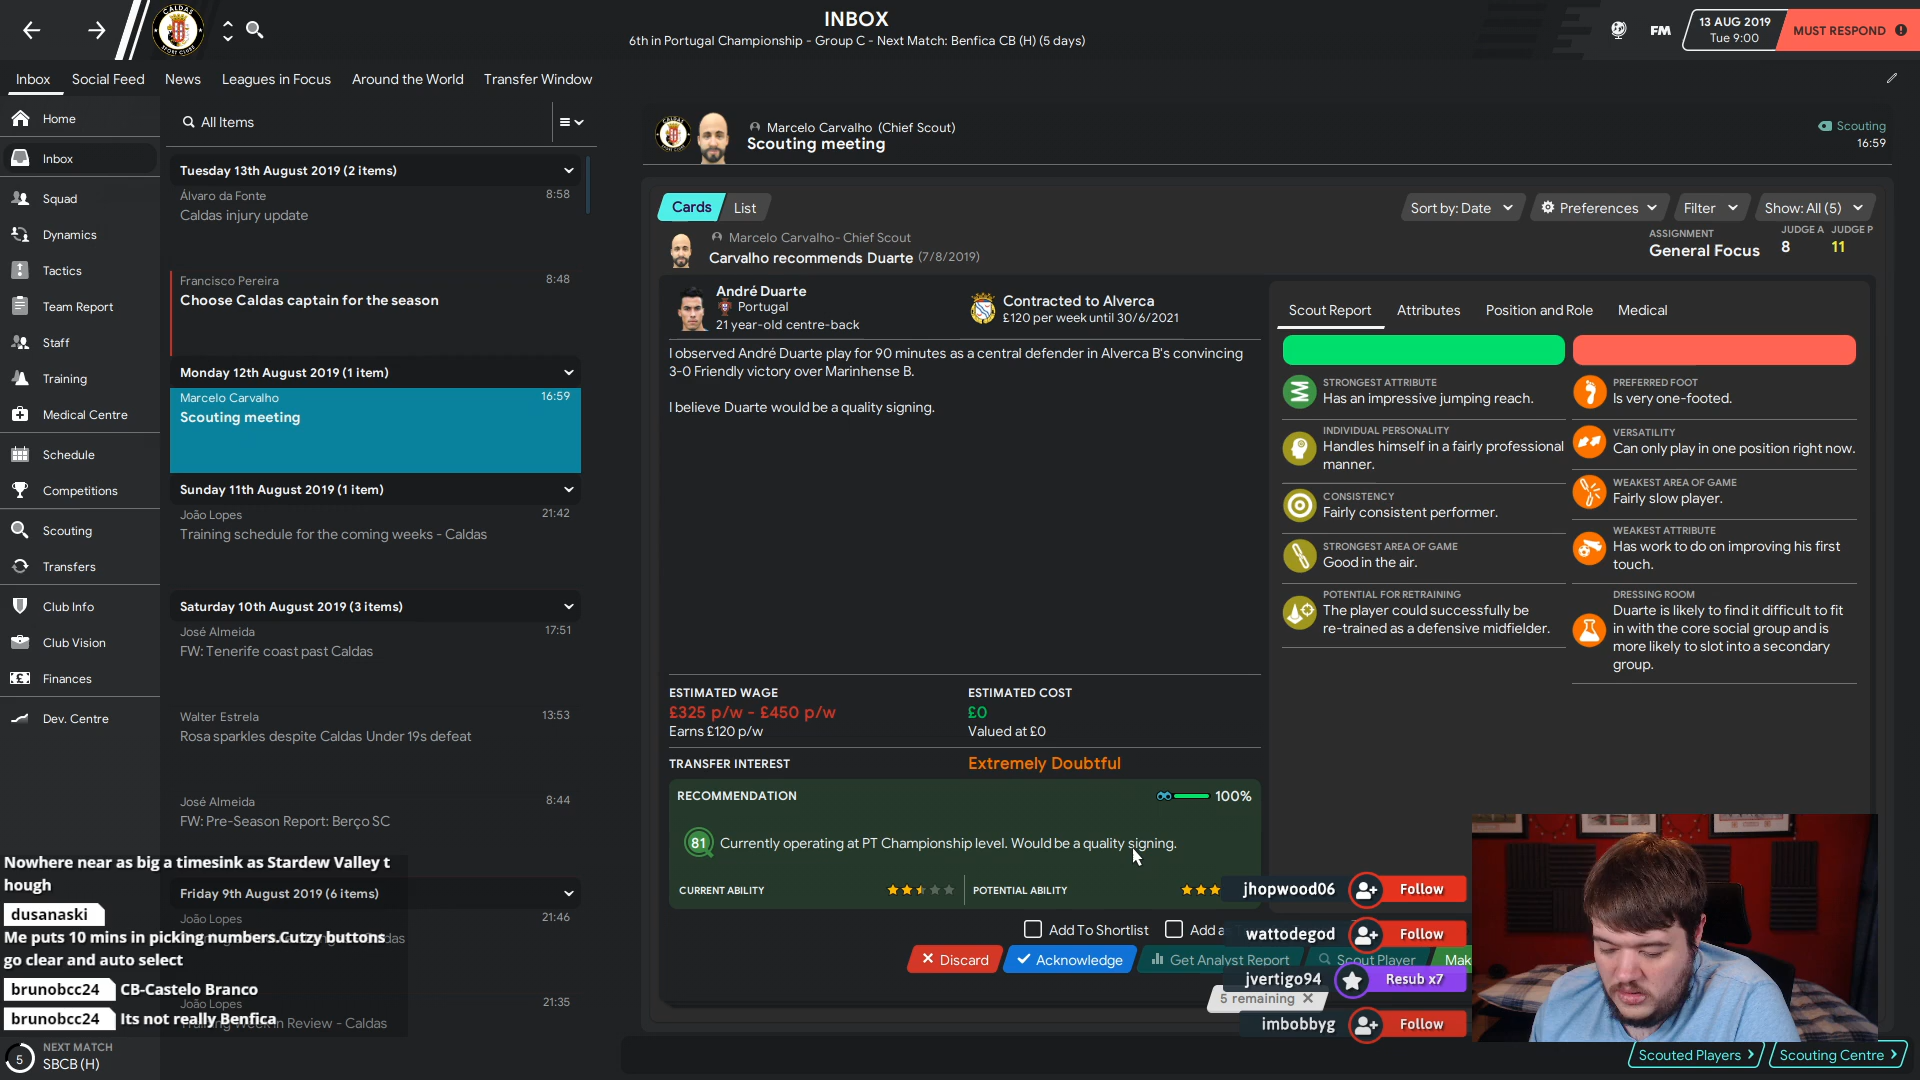 INBOX
6th in Portugal Championship - Group C - Next Match: Benfica CB (H) (5 days)
FM
13 AUG 2019
Tue 9:00
MUST RESPOND
Inbox
Social Feed
News
Leagues in Focus
Around the World
Transfer Window
Home
Inbox
Squad
Dynamics
Tactics
Team Report
Staff
Training
Medical Centre
Schedule
Competitions
Scouting
Transfers
Club Info
Club Vision
Finances
Dev. Centre
All Items
Tuesday 13th August 2019 (2 items)
Álvaro da Fonte 8:58
Caldas injury update
Francisco Pereira 8:48
Choose Caldas captain for the season
Monday 12th August 2019 (1 item)
Marcelo Carvalho 16:59
Scouting meeting
Sunday 11th August 2019 (1 item)
João Lopes 21:42
Training schedule for the coming weeks - Caldas
Saturday 10th August 2019 (3 items)
José Almeida 17:51
FW: Tenerife coast past Caldas
Walter Estrela 13:53
Rosa sparkles despite Caldas Under 19s defeat
José Almeida 8:44
FW: Pre-Season Report: Berço SC
Friday 9th August 2019 (6 items)
João Lopes 21:46
João Lopes 21:35
Training Week in Review - Caldas
Nowhere near as big a timesink as Stardew Valley t
hough
dusanaski
Me puts 10 mins in picking numbers.Cutzy buttons
go clear and auto select
brunobcc24 CB-Castelo Branco
brunobcc24 Its not really Benfica
5
NEXT MATCH
SBCB (H)
Marcelo Carvalho (Chief Scout)
Scouting meeting
Scouting
16:59
Cards
List
Sort by: Date
Preferences
Filter
Show: All (5)
Marcelo Carvalho- Chief Scout
Carvalho recommends Duarte (7/8/2019)
ASSIGNMENT
General Focus
JUDGE A
8
JUDGE P
11
André Duarte
Portugal
21 year-old centre-back
Contracted to Alverca
£120 per week until 30/6/2021
I observed André Duarte play for 90 minutes as a central defender in Alverca B's convincing
3-0 Friendly victory over Marinhense B.
I believe Duarte would be a quality signing.
ESTIMATED WAGE
£325 p/w - £450 p/w
Earns £120 p/w
ESTIMATED COST
£0
Valued at £0
TRANSFER INTEREST
Extremely Doubtful
RECOMMENDATION
100%
81
Currently operating at PT Championship level. Would be a quality signing.
CURRENT ABILITY
POTENTIAL ABILITY
Add To Shortlist
Discard
Acknowledge
Get Analyst Report
Scout Player
5 remaining
Scout Report
Attributes
Position and Role
Medical
STRONGEST ATTRIBUTE
Has an impressive jumping reach.
INDIVIDUAL PERSONALITY
Handles himself in a fairly professional
manner.
CONSISTENCY
Fairly consistent performer.
STRONGEST AREA OF GAME
Good in the air.
POTENTIAL FOR RETRAINING
The player could successfully be
re-trained as a defensive midfielder.
PREFERRED FOOT
Is very one-footed.
VERSATILITY
Can only play in one position right now.
WEAKEST AREA OF GAME
Fairly slow player.
WEAKEST ATTRIBUTE
Has work to do on improving his first
touch.
DRESSING ROOM
Duarte is likely to find it difficult to fit
in with the core social group and is
more likely to slot into a secondary
group.
jhopwood06 Follow
wattodegod Follow
jvertigo94 Resub x7
imbobbyg Follow
Scouted Players
Scouting Centre